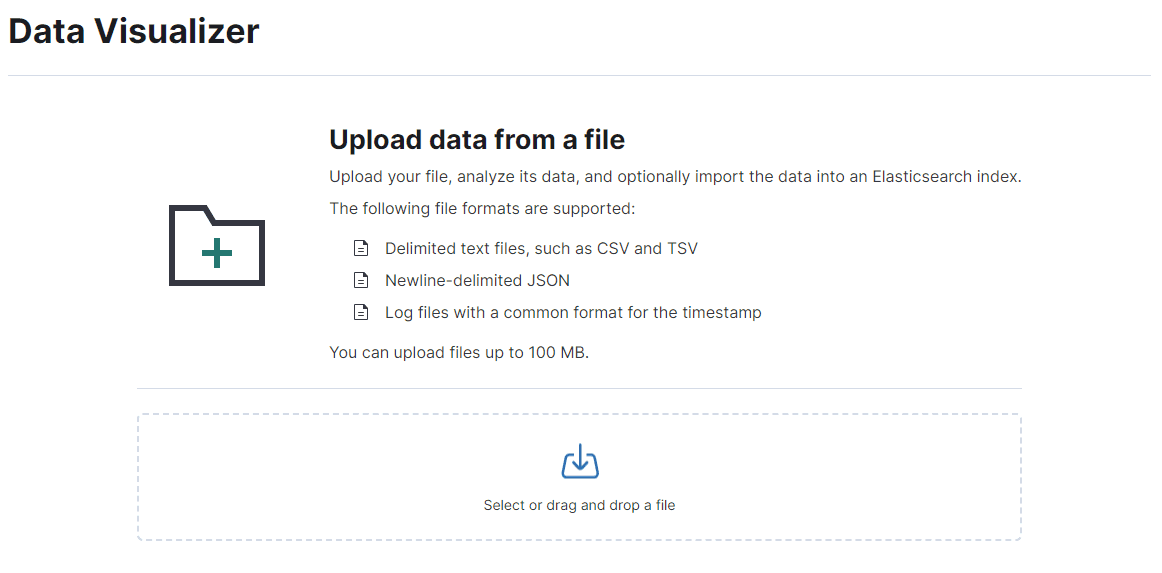 Data Visualizer
Upload data from a file
Upload your file, analyze its data, and optionally import the data into an Elasticsearch index.
The following file formats are supported:
Delimited text files, such as CSV and TSV
Newline-delimited JSON
Log files with a common format for the timestamp
You can upload files up to 100 MB.
Select or drag and drop a file